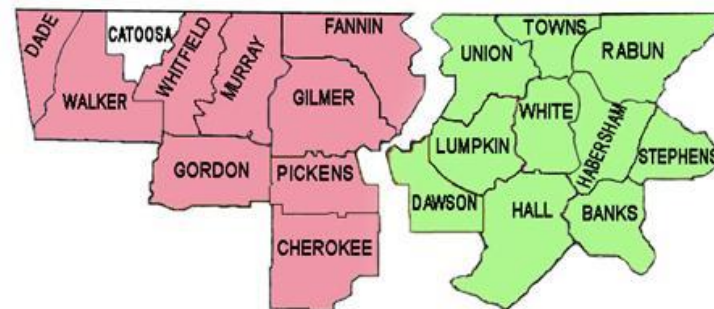 DADE
CATOOSA
WALKER
WHITFIELD
MURRAY
FANNIN
GILMER
GORDON
PICKENS
CHEROKEE
UNION
TOWNS
RABUN
WHITE
LUMPKIN
HABERSHAM
STEPHENS
DAWSON
HALL
BANKS